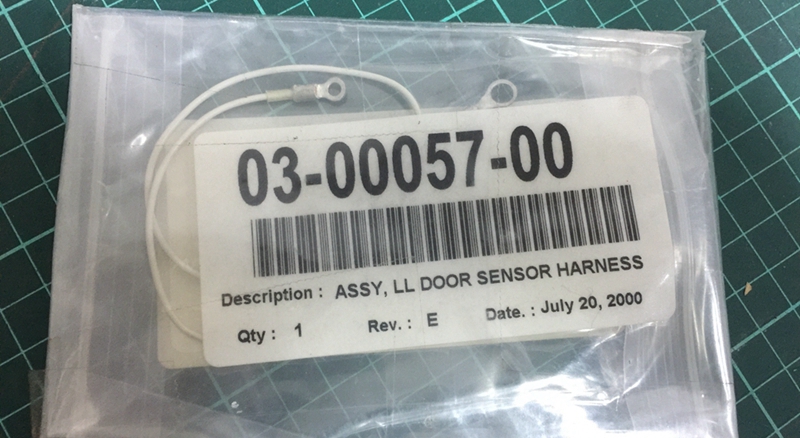 03-00057-00
Description : ASSY, LL DOOR SENSOR HARNESS
Qty : 1 Rev. : E Date. : July 20, 2000